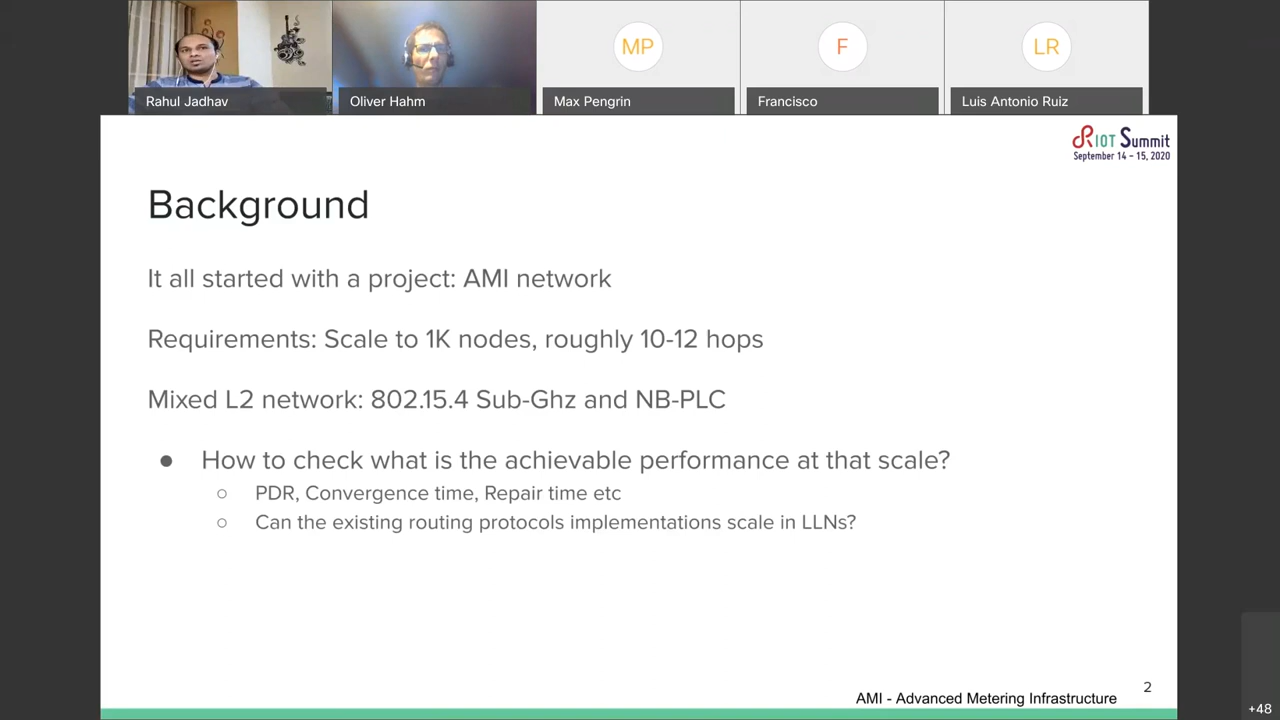 MP
F
LR
Rahul Jadhav
Oliver Hahm
Max Pengrin
Francisco
Luis Antonio Ruiz
RIOT Summit
September 14 - 15, 2020
Background
It all started with a project: AMI network
Requirements: Scale to 1K nodes, roughly 10-12 hops
Mixed L2 network: 802.15.4 Sub-Ghz and NB-PLC
● How to check what is the achievable performance at that scale?
○ PDR, Convergence time, Repair time etc
○ Can the existing routing protocols implementations scale in LLNs?
2
AMI - Advanced Metering Infrastructure
+48